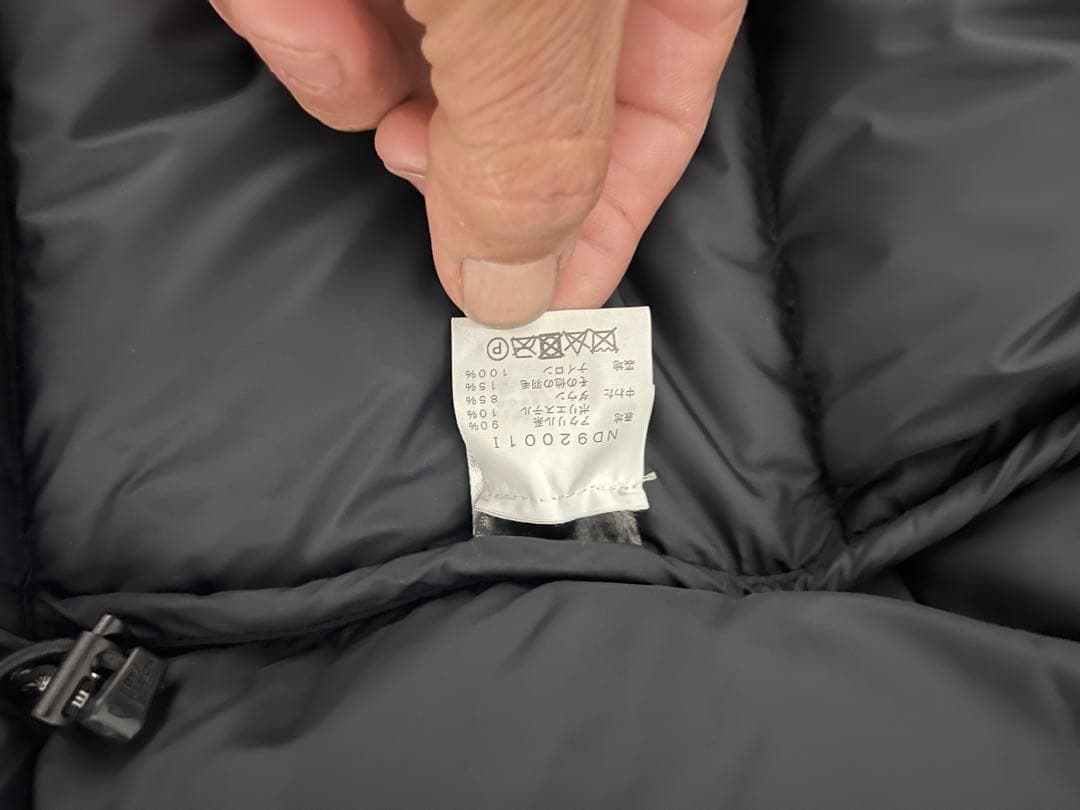 ND92001I
表地 アクリル系 90%
ポリエステル 10%
中わた ダウン 85%
その他の羽毛 15%
裏地 ナイロン 100%
P